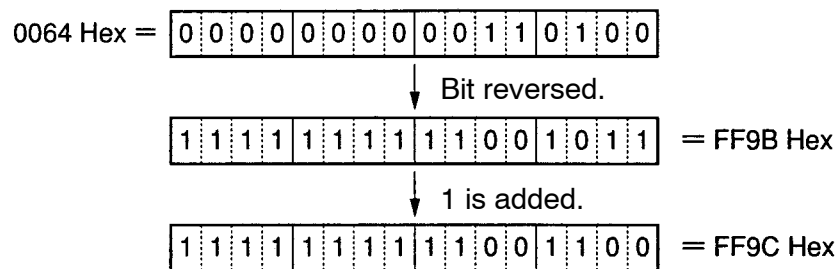 0064 Hex = 0 0 0 0 0 0 0 0 0 0 1 1 0 1 0 0
Bit reversed.
1 1 1 1 1 1 1 1 1 1 0 0 1 0 1 1 = FF9B Hex
1 is added.
1 1 1 1 1 1 1 1 1 1 0 0 1 1 0 0 = FF9C Hex